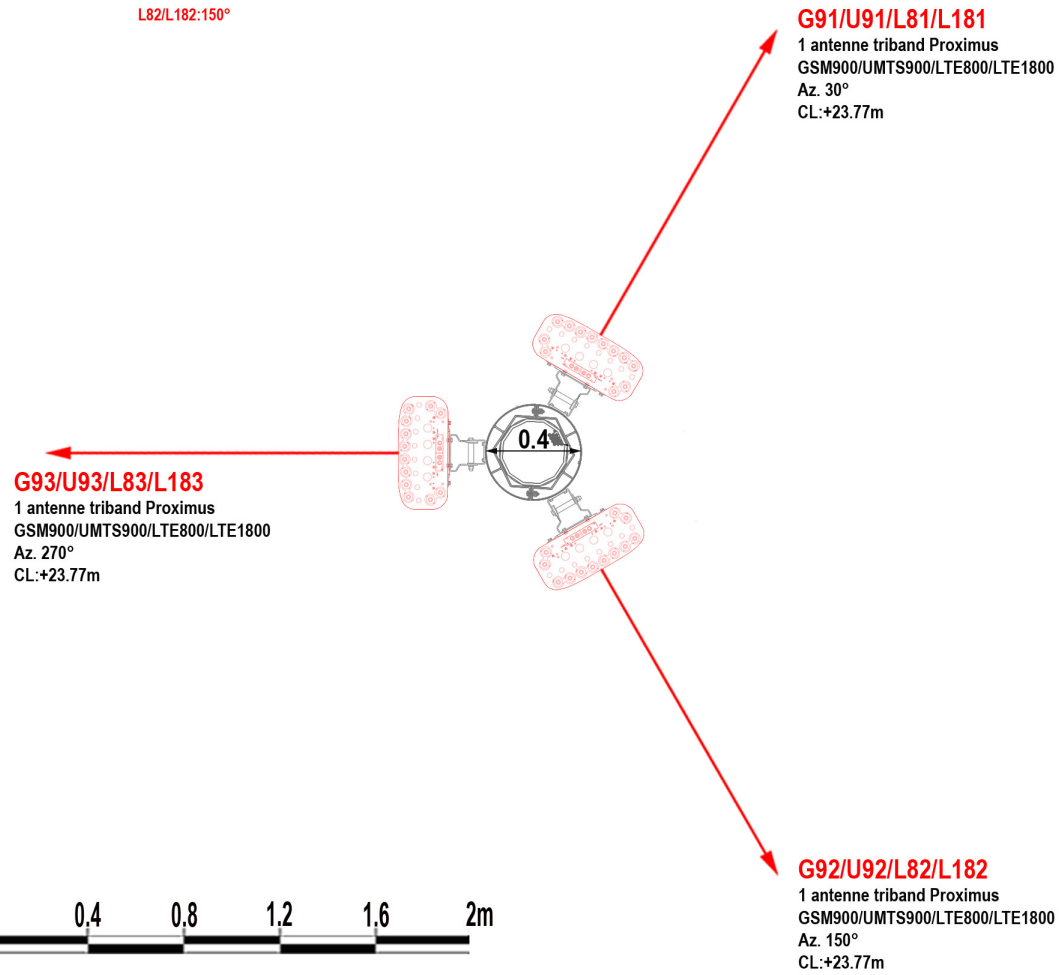 L82/L182:150°
G91/U91/L81/L181
1 antenne triband Proximus
GSM900/UMTS900/LTE800/LTE1800
Az. 30°
CL:+23.77m
0.4
G93/U93/L83/L183
1 antenne triband Proximus
GSM900/UMTS900/LTE800/LTE1800
Az. 270°
CL:+23.77m
G92/U92/L82/L182
1 antenne triband Proximus
GSM900/UMTS900/LTE800/LTE1800
Az. 150°
CL:+23.77m
0.4 0.8 1.2 1.6 2m